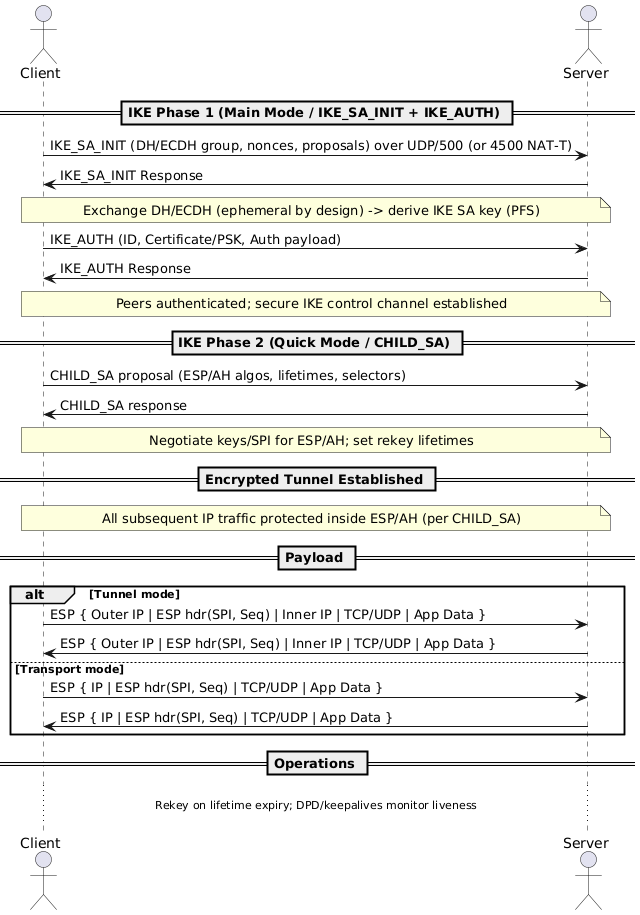 Client
Server
IKE Phase 1 (Main Mode / IKE_SA_INIT + IKE_AUTH)
IKE_SA_INIT (DH/ECDH group, nonces, proposals) over UDP/500 (or 4500 NAT-T)
IKE_SA_INIT Response
Exchange DH/ECDH (ephemeral by design) -> derive IKE SA key (PFS)
IKE_AUTH (ID, Certificate/PSK, Auth payload)
IKE_AUTH Response
Peers authenticated; secure IKE control channel established
IKE Phase 2 (Quick Mode / CHILD_SA)
CHILD_SA proposal (ESP/AH algos, lifetimes, selectors)
CHILD_SA response
Negotiate keys/SPI for ESP/AH; set rekey lifetimes
Encrypted Tunnel Established
All subsequent IP traffic protected inside ESP/AH (per CHILD_SA)
Payload
alt [Tunnel mode]
ESP { Outer IP | ESP hdr(SPI, Seq) | Inner IP | TCP/UDP | App Data }
ESP { Outer IP | ESP hdr(SPI, Seq) | Inner IP | TCP/UDP | App Data }
[Transport mode]
ESP { IP | ESP hdr(SPI, Seq) | TCP/UDP | App Data }
ESP { IP | ESP hdr(SPI, Seq) | TCP/UDP | App Data }
Operations
Rekey on lifetime expiry; DPD/keepalives monitor liveness
Client
Server